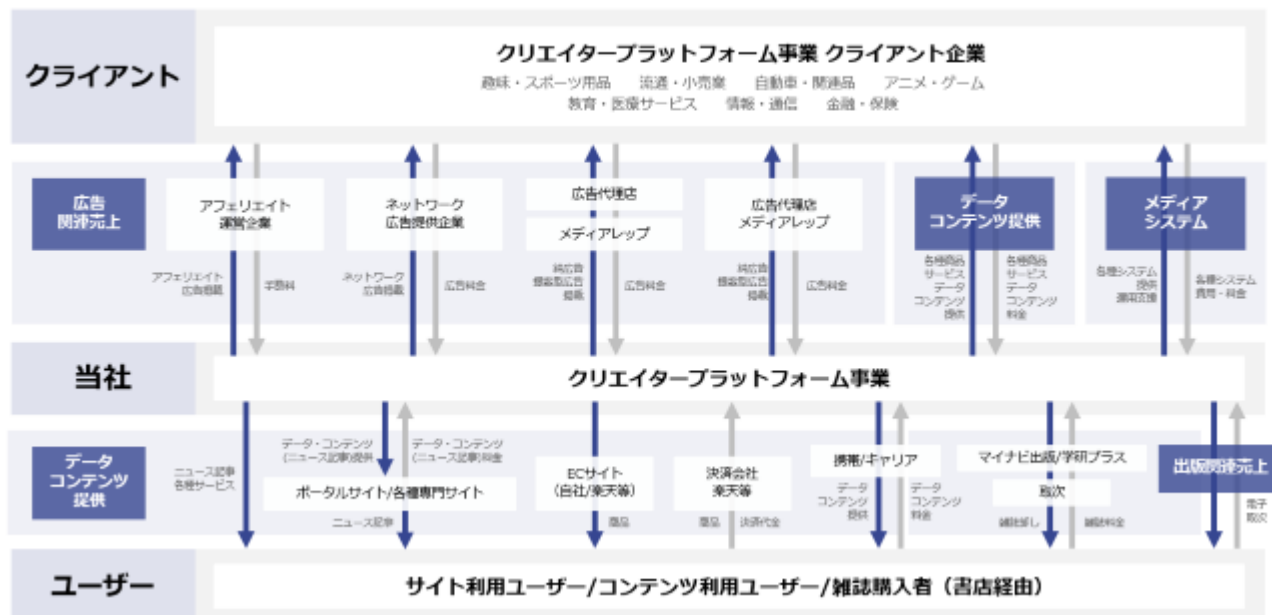 クライアント
クリエイタープラットフォーム事業 クライアント企業
趣味・スポーツ用品 流通・小売業 自動車・関連品 アニメ・ゲーム
教育・医療サービス 情報・通信 金融・保険
広告
関連売上
アフェリエイト
運営企業
ネットワーク
広告提供企業
広告代理店
メディアレップ
広告代理店
メディアレップ
データ
コンテンツ提供
メディア
システム
アフェリエイト
広告掲載
手数料
ネットワーク
広告掲載
広告料金
純広告
掲載
広告料金
純広告
掲載
広告料金
各種商品
サービス
データ
コンテンツ
提供
各種商品
サービス
データ
コンテンツ
料金
各種システム
提供
運用支援
各種システム
費用・料金
当社
クリエイタープラットフォーム事業
データ
コンテンツ
提供
ニュース記事
各種サービス
データ・コンテンツ
(ニュース記事)提供
データ・コンテンツ
(ニュース記事)料金
ポータルサイト/各種専門サイト
ニュース記事
ECサイト
(自社/楽天等)
商品
決済会社
楽天等
商品
決済代金
携帯/キャリア
データ
コンテンツ
提供
データ
コンテンツ
料金
マイナビ出版/学研プラス
取次
雑誌卸し
雑誌料金
出版関連売上
電子
取次
ユーザー
サイト利用ユーザー/コンテンツ利用ユーザー/雑誌購入者（書店経由）